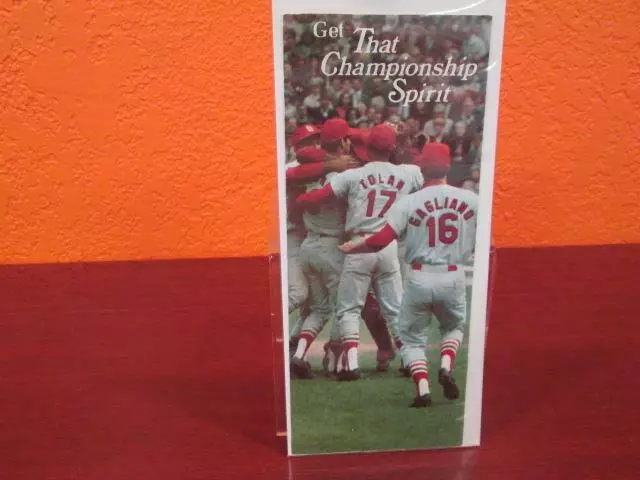 Get
That
Championship
Spirit
TOLAN
17
GAGLIANO
16